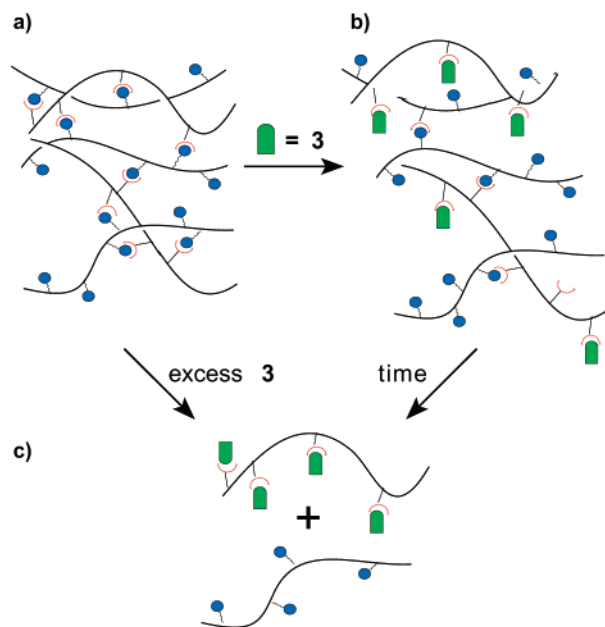 a)
b)
= 3
excess 3
time
c)
+